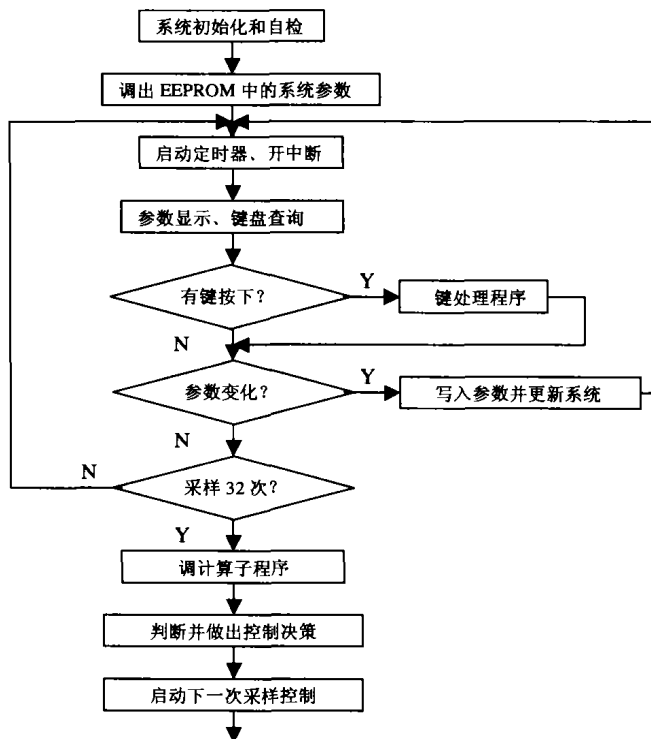 系统初始化和自检
调出 EEPROM 中的系统参数
启动定时器、开中断
参数显示、键盘查询
有键按下?
Y
键处理程序
N
参数变化?
Y
写入参数并更新系统
N
N
采样 32 次?
Y
调计算子程序
判断并做出控制决策
启动下一次采样控制